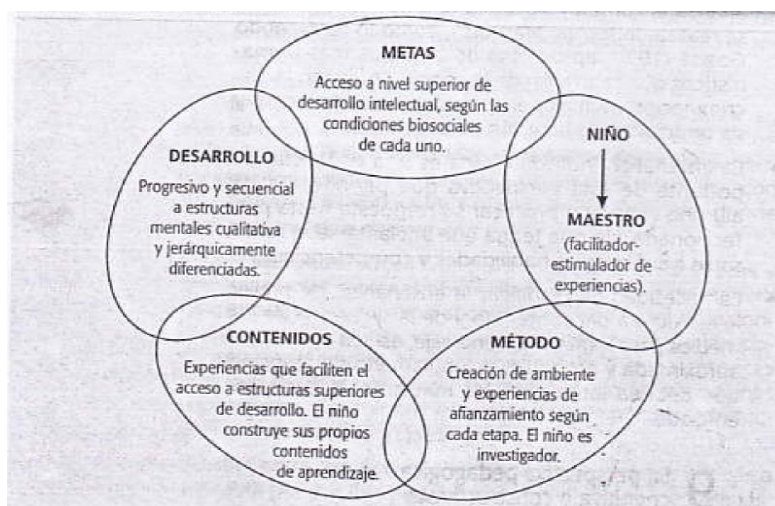 METAS
Acceso a nivel superior de
desarrollo intelectual, según las
condiciones biosociales
de cada uno.
DESARROLLO
Progresivo y secuencial
a estructuras
mentales cualitativa
y jerárquicamente
diferenciadas.
NIÑO
MAESTRO
(facilitador-
estimulador de
experiencias).
CONTENIDOS
Experiencias que faciliten el
acceso a estructuras superiores
de desarrollo. El niño
construye sus propios
contenidos
de aprendizaje.
MÉTODO
Creación de ambiente
y experiencias de
afianzamiento según
cada etapa. El niño es
investigador.